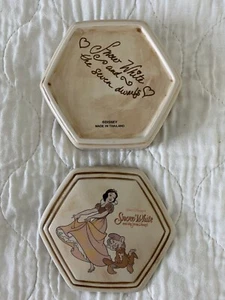 Snow White
and
the seven dwarfs
©DISNEY
MADE IN THAILAND
Snow White